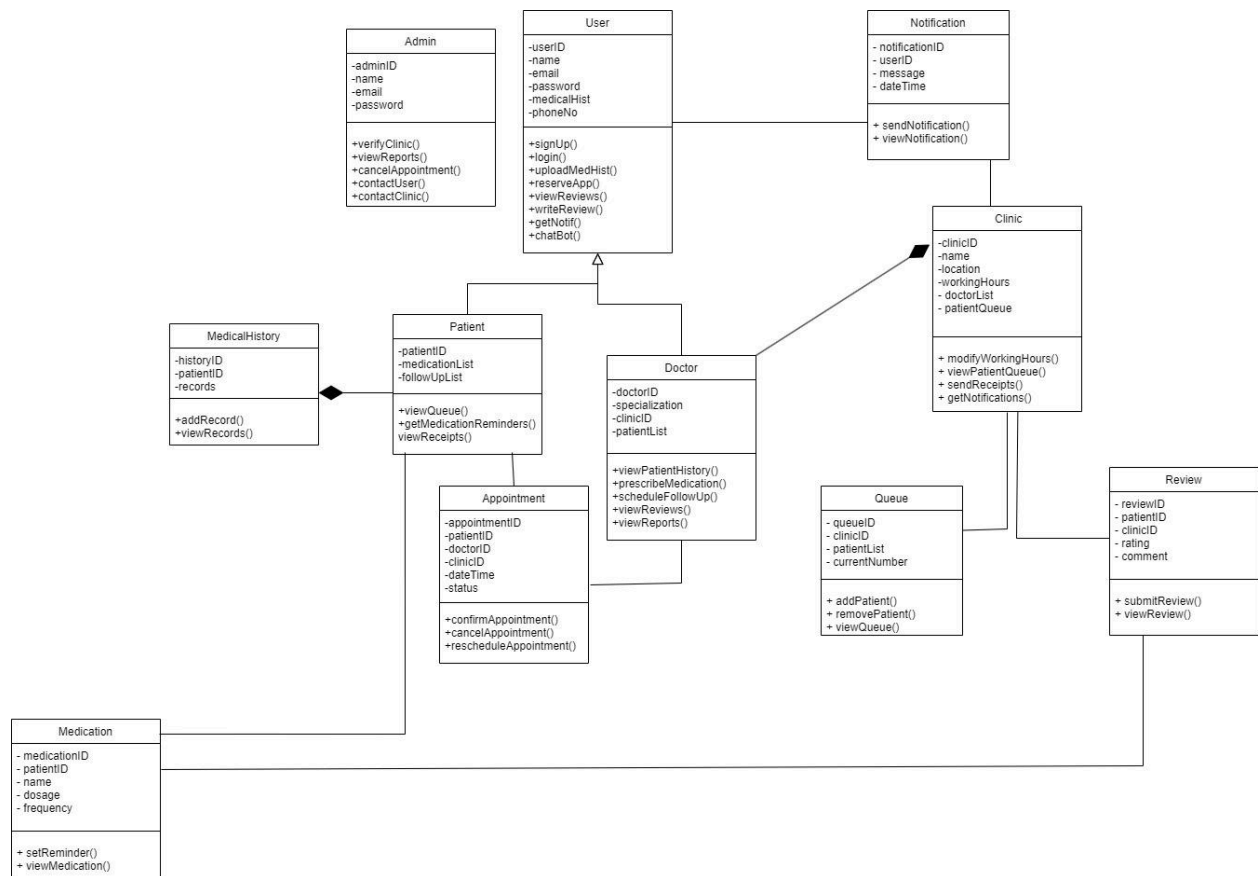 Admin
-adminID
-name
-email
-password
+verifyClinic()
+viewReports()
+cancelAppointment()
+contactUser()
+contactClinic()
User
-userID
-name
-email
-password
-medicalHist
-phoneNo
+signUp()
+login()
+uploadMedHist()
+reserveApp()
+viewReviews()
+writeReview()
+getNotif()
+chatBot()
Notification
- notificationID
- userID
- message
- dateTime
+ sendNotification()
+ viewNotification()
Clinic
-clinicID
-name
-location
-workingHours
- doctorList
- patientQueue
+ modifyWorkingHours()
+ viewPatientQueue()
+ sendReceipts()
+ getNotifications()
MedicalHistory
-historyID
-patientID
-records
+addRecord()
+viewRecords()
Patient
-patientID
-medicationList
-followUpList
+viewQueue()
+getMedicationReminders()
viewReceipts()
Doctor
-doctorID
-specialization
-clinicID
-patientList
+viewPatientHistory()
+prescribeMedication()
+scheduleFollowUp()
+viewReviews()
+viewReports()
Appointment
-appointmentID
-patientID
-doctorID
-clinicID
-dateTime
-status
+confirmAppointment()
+cancelAppointment()
+rescheduleAppointment()
Queue
- queueID
- clinicID
- patientList
- currentNumber
+ addPatient()
+ removePatient()
+ viewQueue()
Review
- reviewID
- patientID
- clinicID
- rating
- comment
+ submitReview()
+ viewReview()
Medication
- medicationID
- patientID
- name
- dosage
- frequency
+ setReminder()
+ viewMedication()